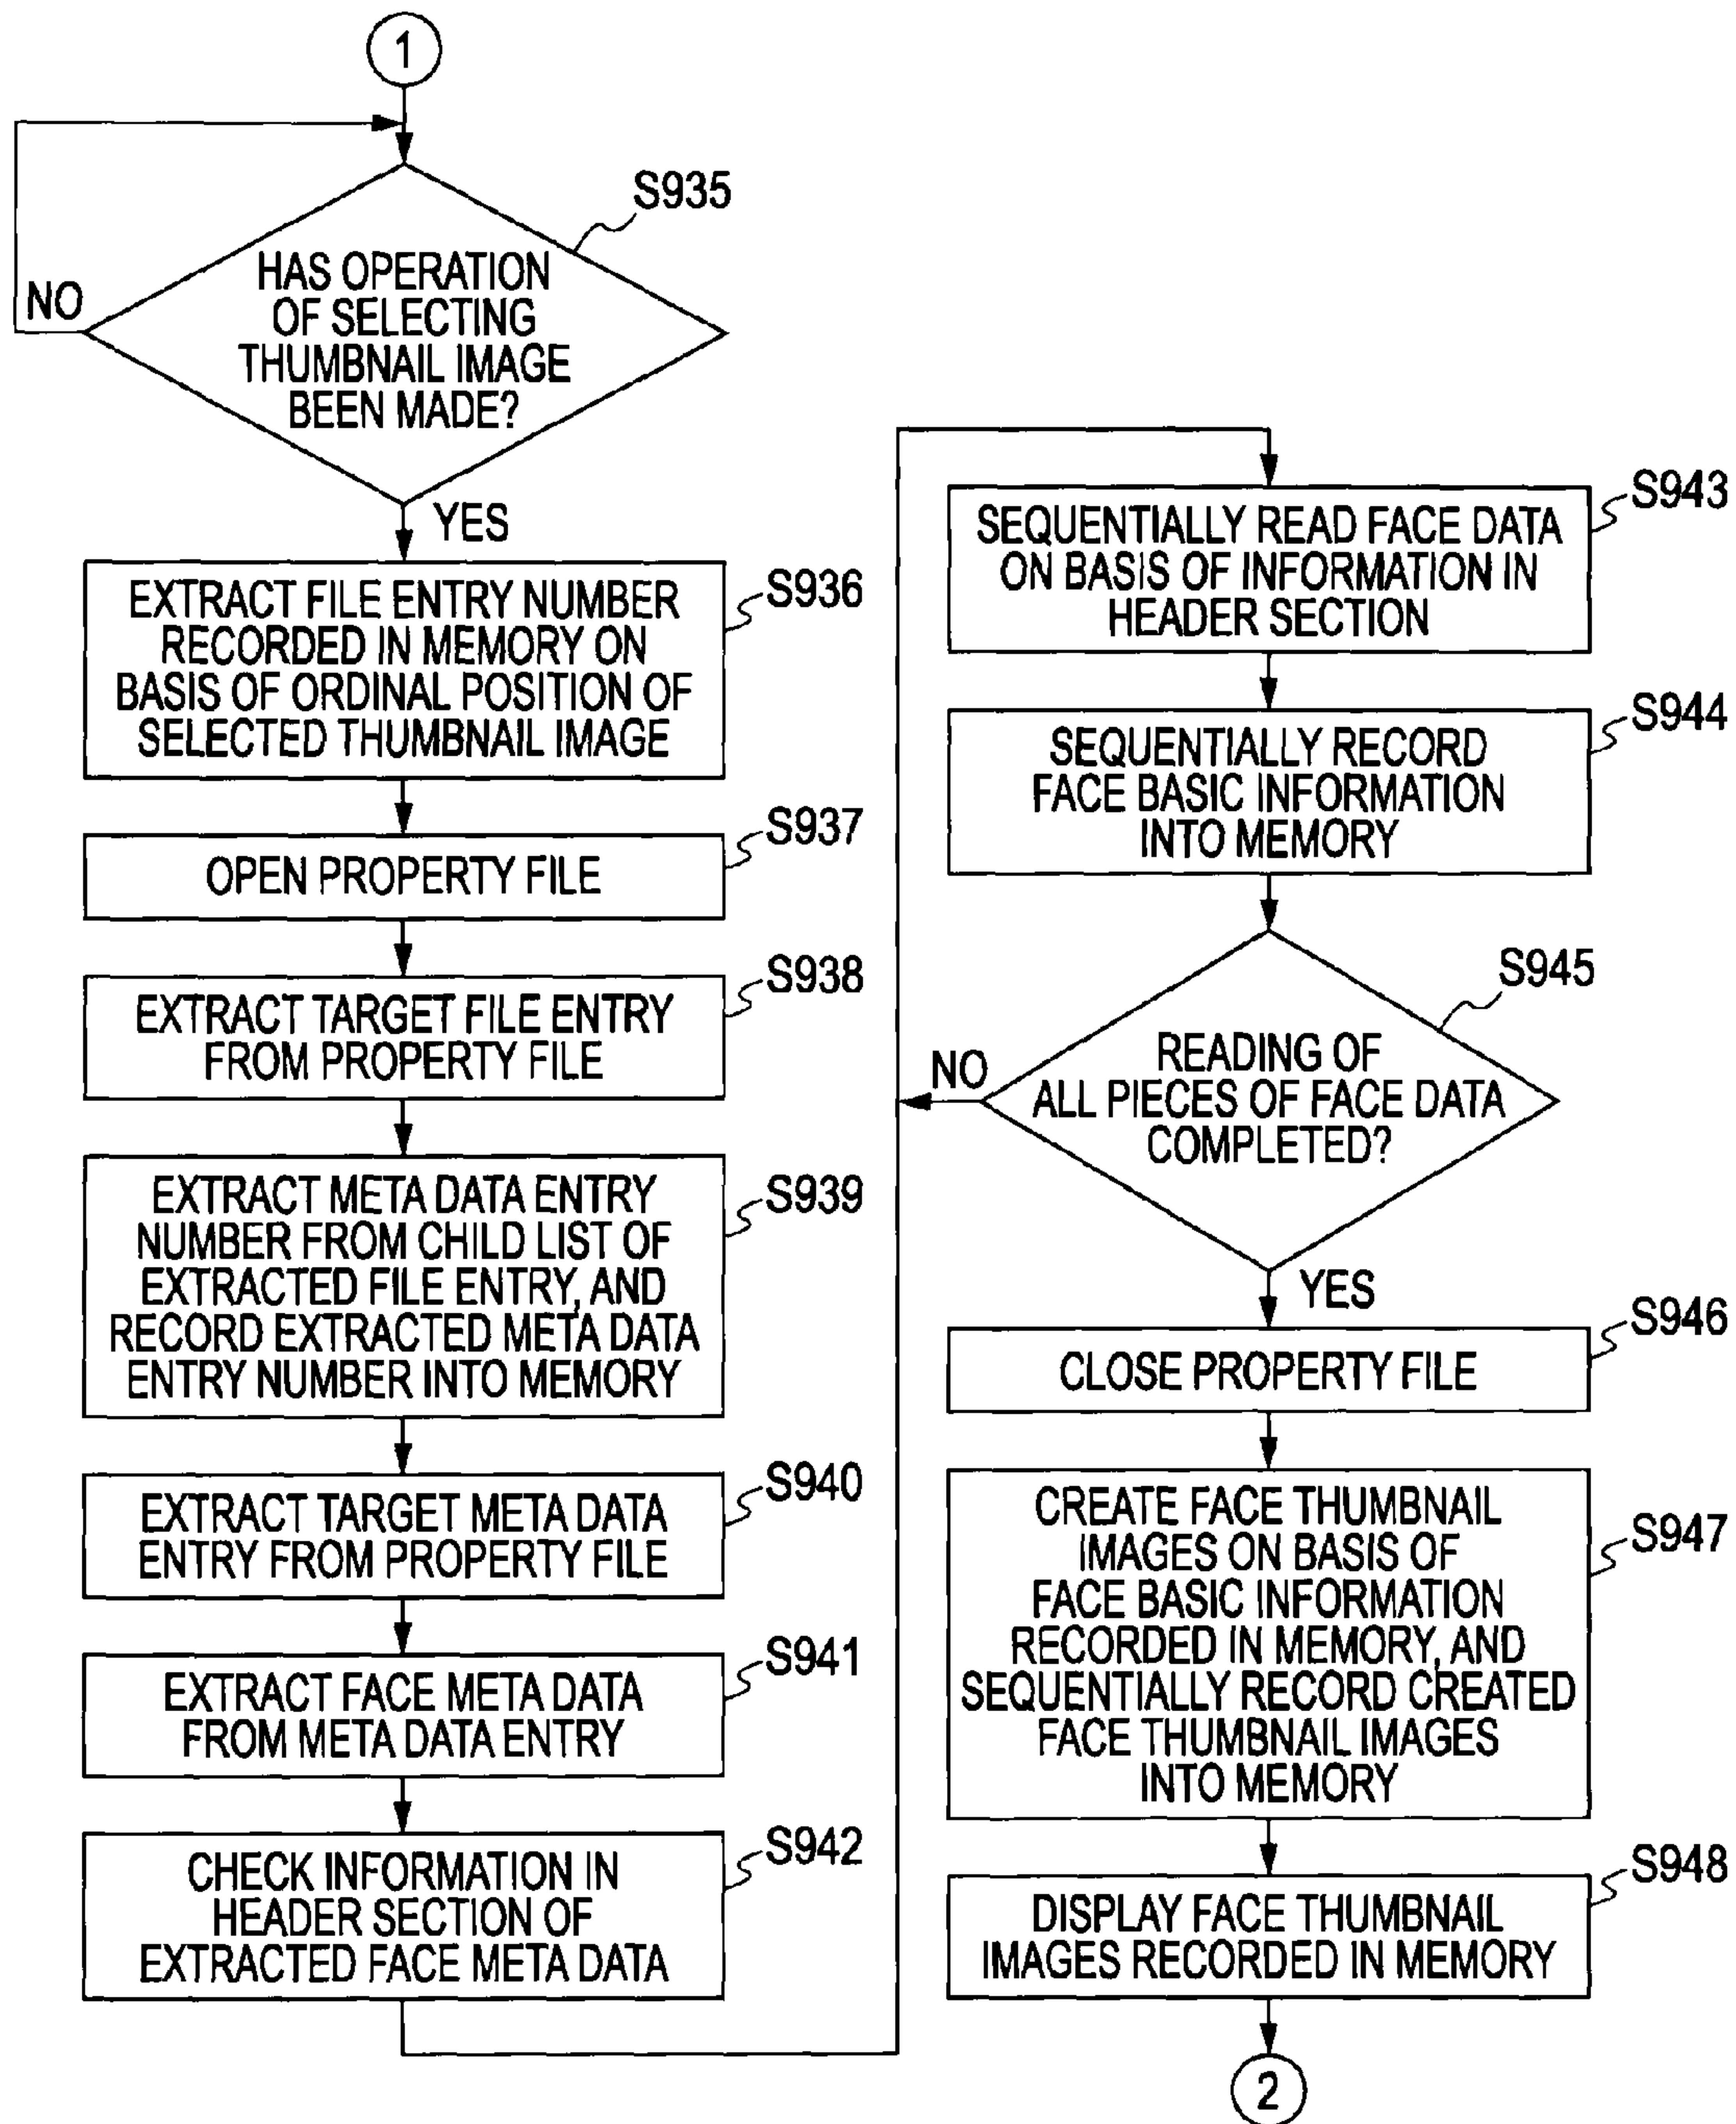 1
S935
HAS OPERATION
OF SELECTING
THUMBNAIL IMAGE
BEEN MADE?
NO
YES
S936
EXTRACT FILE ENTRY NUMBER
RECORDED IN MEMORY ON
BASIS OF ORDINAL POSITION OF
SELECTED THUMBNAIL IMAGE
S937
OPEN PROPERTY FILE
S938
EXTRACT TARGET FILE ENTRY
FROM PROPERTY FILE
S939
EXTRACT META DATA ENTRY
NUMBER FROM CHILD LIST OF
EXTRACTED FILE ENTRY, AND
RECORD EXTRACTED META DATA
ENTRY NUMBER INTO MEMORY
S940
EXTRACT TARGET META DATA
ENTRY FROM PROPERTY FILE
S941
EXTRACT FACE META DATA
FROM META DATA ENTRY
S942
CHECK INFORMATION IN
HEADER SECTION OF
EXTRACTED FACE META DATA
S943
SEQUENTIALLY READ FACE DATA
ON BASIS OF INFORMATION IN
HEADER SECTION
S944
SEQUENTIALLY RECORD
FACE BASIC INFORMATION
INTO MEMORY
S945
READING OF
ALL PIECES OF FACE DATA
COMPLETED?
NO
YES
S946
CLOSE PROPERTY FILE
S947
CREATE FACE THUMBNAIL
IMAGES ON BASIS OF
FACE BASIC INFORMATION
RECORDED IN MEMORY, AND
SEQUENTIALLY RECORD CREATED
FACE THUMBNAIL IMAGES
INTO MEMORY
S948
DISPLAY FACE THUMBNAIL
IMAGES RECORDED IN MEMORY
2